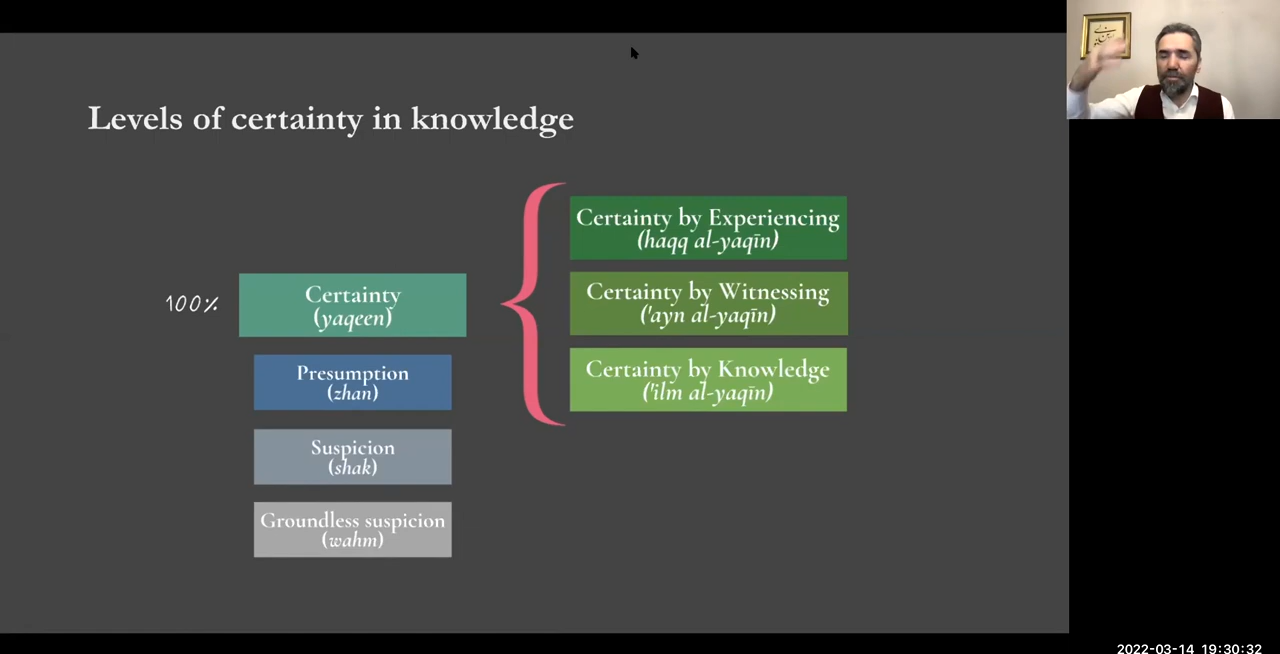 Levels of certainty in knowledge
100%
Certainty
(yaqeen)
Presumption
(zhan)
Suspicion
(shak)
Groundless suspicion
(wahm)
Certainty by Experiencing
(haqq al-yaqīn)
Certainty by Witnessing
('ayn al-yaqīn)
Certainty by Knowledge
('ilm al-yaqīn)
2022-03-14 19:30:32